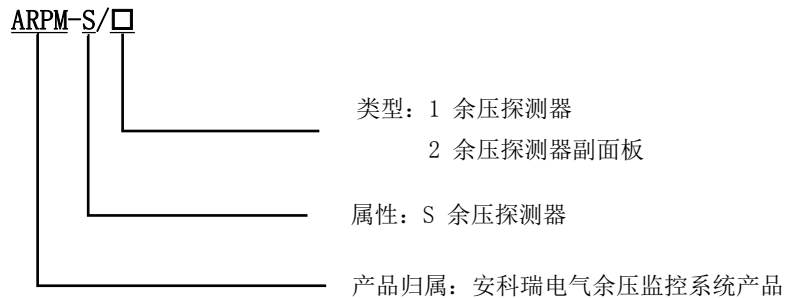 ARPM-S/□
类型：1 余压探测器
2 余压探测器副面板
属性：S 余压探测器
产品归属：安科瑞电气余压监控系统产品